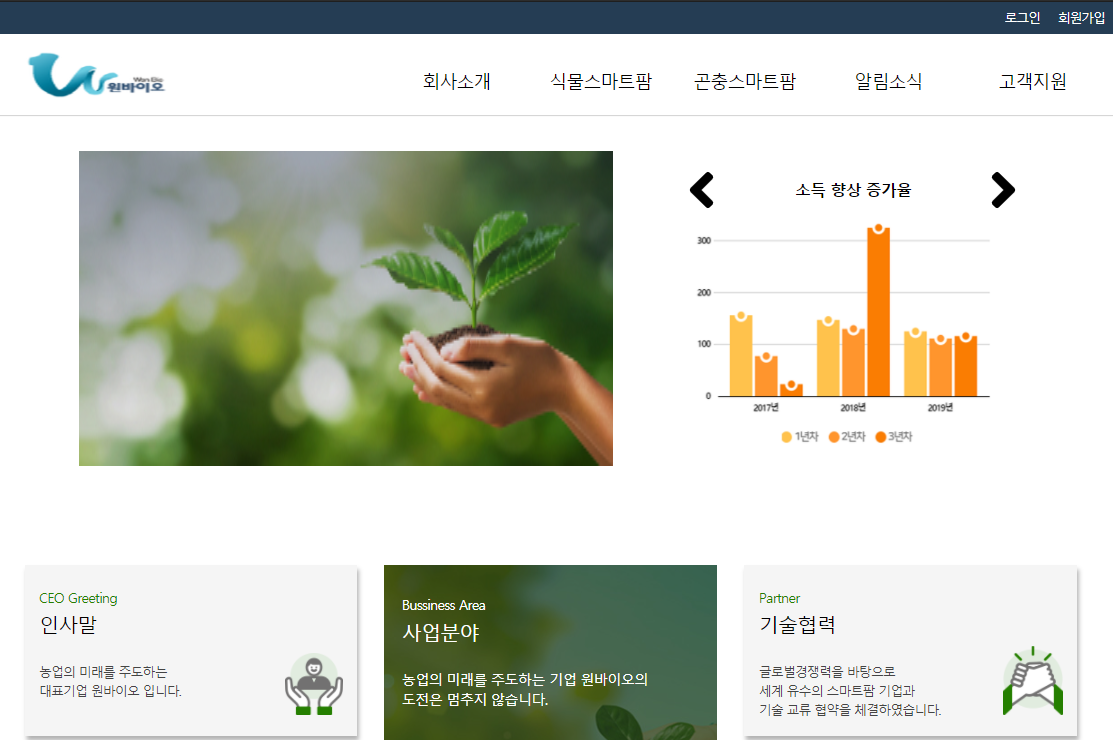 로그인 회원가입
Won Bio
원바이오
회사소개 식물스마트팜 곤충스마트팜 알림소식 고객지원
소득 향상 증가율
300
200
100
0
2017년 2018년 2019년
1년차 2년차 3년차
CEO Greeting
인사말
농업의 미래를 주도하는
대표기업 원바이오 입니다.
Bussiness Area
사업분야
농업의 미래를 주도하는 기업 원바이오의
도전은 멈추지 않습니다.
Partner
기술협력
글로벌경쟁력을 바탕으로
세계 유수의 스마트팜 기업과
기술 교류 협약을 체결하였습니다.